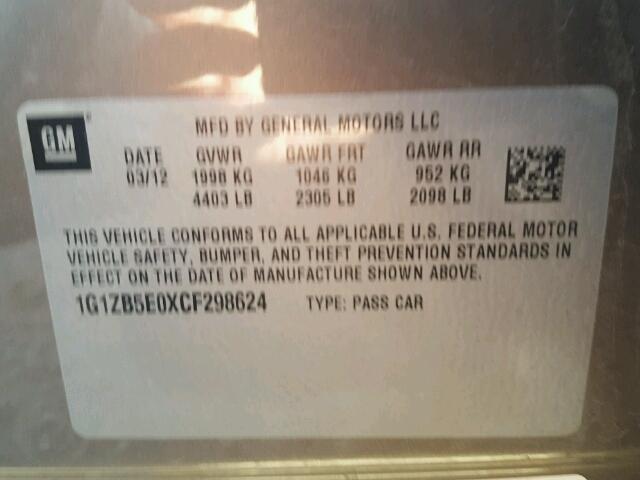 GM
MFD BY GENERAL MOTORS LLC
DATE GVWR GAWR FRT GAWR RR
03/12 1998 KG 1046 KG 952 KG
4403 LB 2305 LB 2098 LB
THIS VEHICLE CONFORMS TO ALL APPLICABLE U.S. FEDERAL MOTOR
VEHICLE SAFETY, BUMPER, AND THEFT PREVENTION STANDARDS IN
EFFECT ON THE DATE OF MANUFACTURE SHOWN ABOVE.
1G1ZB5E0XCF298624 TYPE: PASS CAR